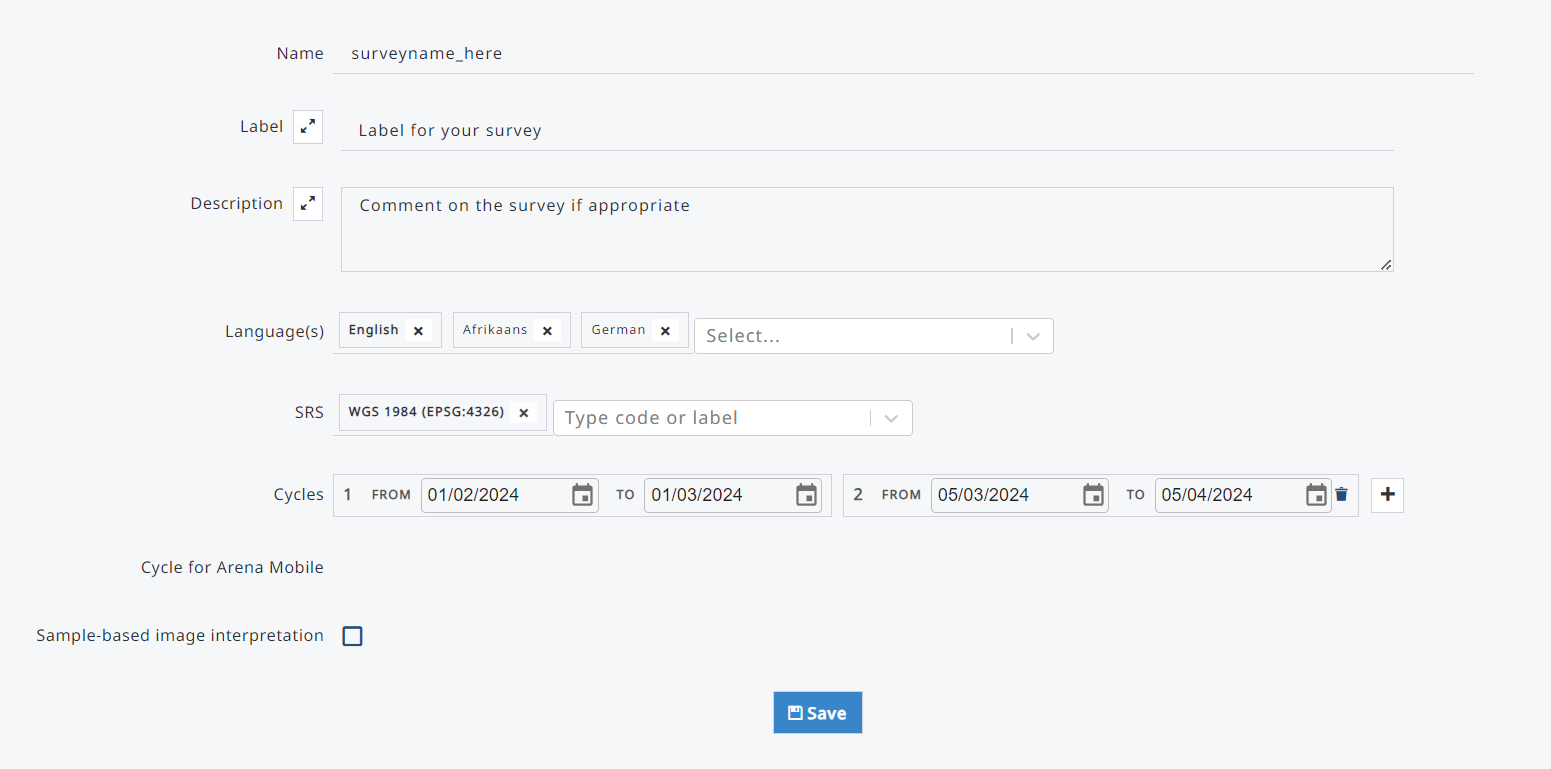 Name surveyname_here
Label Label for your survey
Description Comment on the survey if appropriate
Language(s) English Afrikaans German Select...
SRS WGS 1984 (EPSG:4326) Type code or label
Cycles 1 FROM 01/02/2024 TO 01/03/2024 2 FROM 05/03/2024 TO 05/04/2024
Cycle for Arena Mobile
Sample-based image interpretation
Save